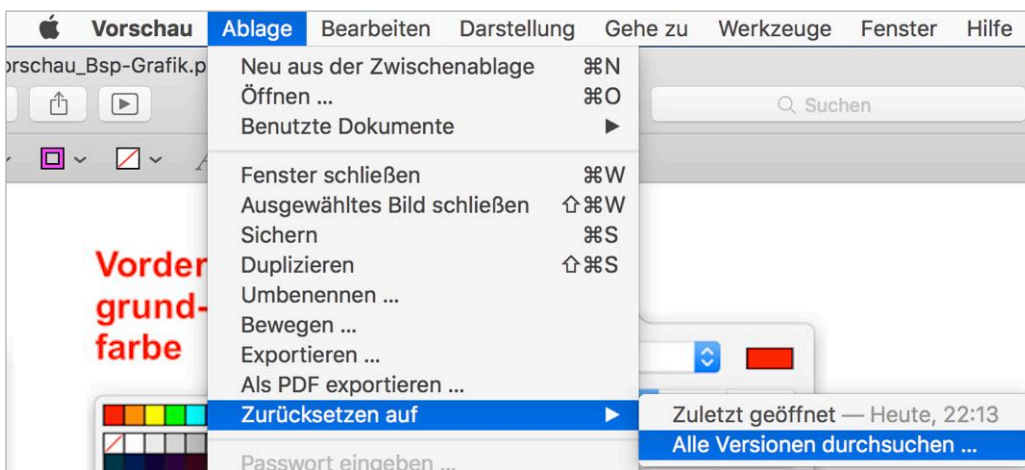 Vorschau Ablage Bearbeiten Darstellung Gehe zu Werkzeuge Fenster Hilfe
orschau_Bsp-Grafik.p
Suchen
Neu aus der Zwischenablage ⌘N
Öffnen ... ⌘O
Benutzte Dokumente ▶
Fenster schließen ⌘W
Ausgewähltes Bild schließen ⇧⌘W
Sichern ⌘S
Duplizieren ⇧⌘S
Umbenennen ...
Bewegen ...
Exportieren ...
Als PDF exportieren ...
Zurücksetzen auf ▶
Passwort eingeben ...
Zuletzt geöffnet — Heute, 22:13
Alle Versionen durchsuchen ...
Vorder
grund-
farbe